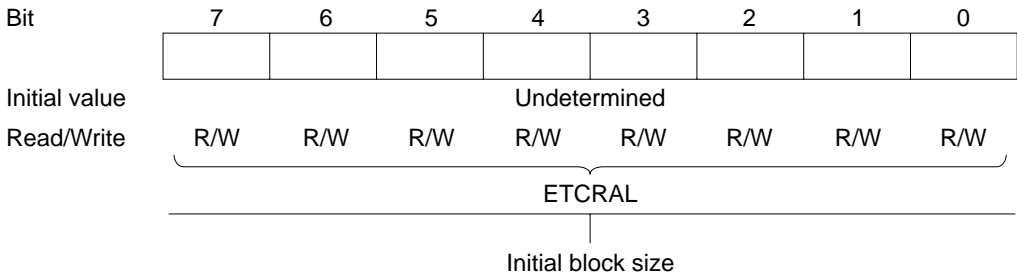 Bit 7 6 5 4 3 2 1 0
Initial value Undetermined
Read/Write R/W R/W R/W R/W R/W R/W R/W R/W
ETCRAL
Initial block size